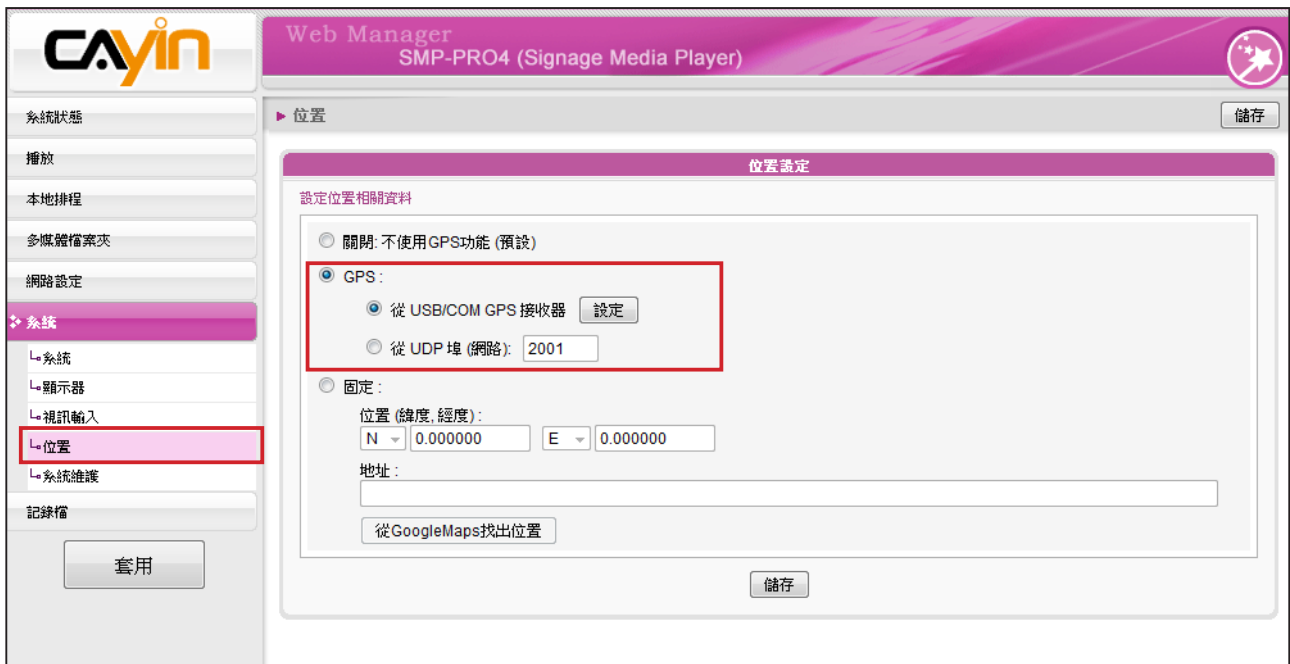 CAYIN
Web Manager
SMP-PRO4 (Signage Media Player)
系統狀態
播放
本地排程
多媒體檔案夾
網路設定
系統
系統
顯示器
視訊輸入
位置
系統維護
記錄檔
套用
位置
儲存
位置設定
設定位置相關資料
關閉: 不使用GPS功能 (預設)
GPS :
從 USB/COM GPS 接收器 設定
從 UDP 埠 (網路): 2001
固定 :
位置 (緯度, 經度) :
N 0.000000 E 0.000000
地址 :
從GoogleMaps找出位置
儲存